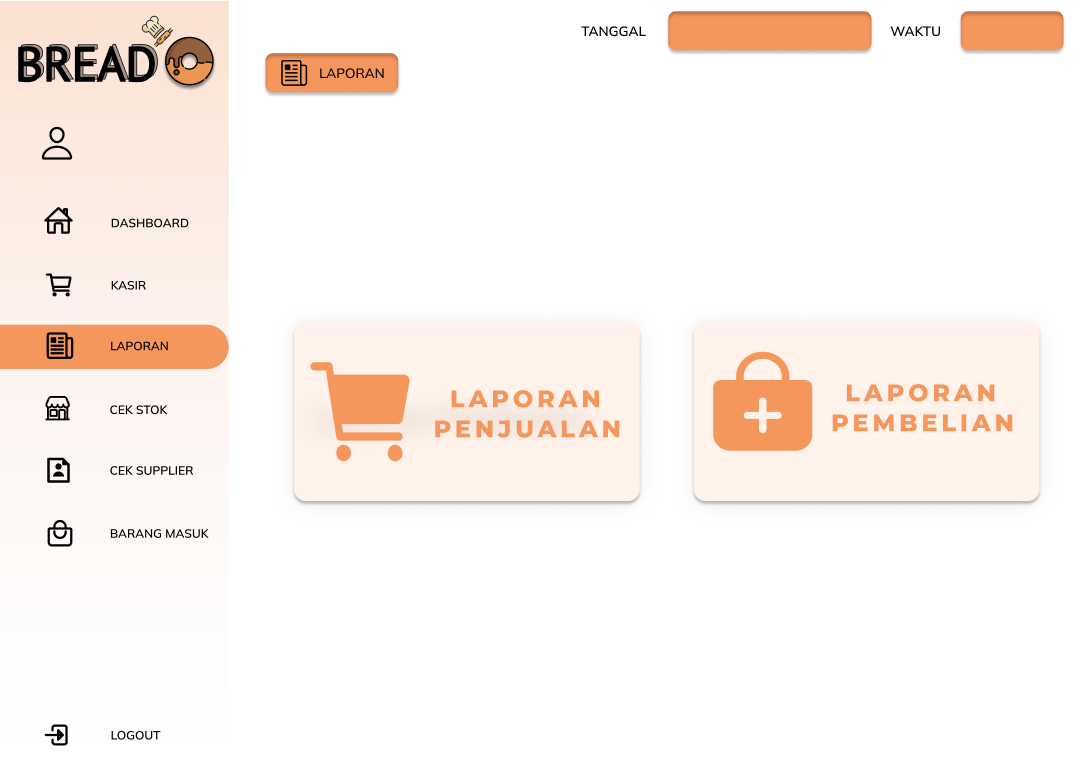 BREAD
TANGGAL
WAKTU
LAPORAN
DASHBOARD
KASIR
LAPORAN
CEK STOK
CEK SUPPLIER
BARANG MASUK
LOGOUT
LAPORAN
PENJUALAN
LAPORAN
PEMBELIAN